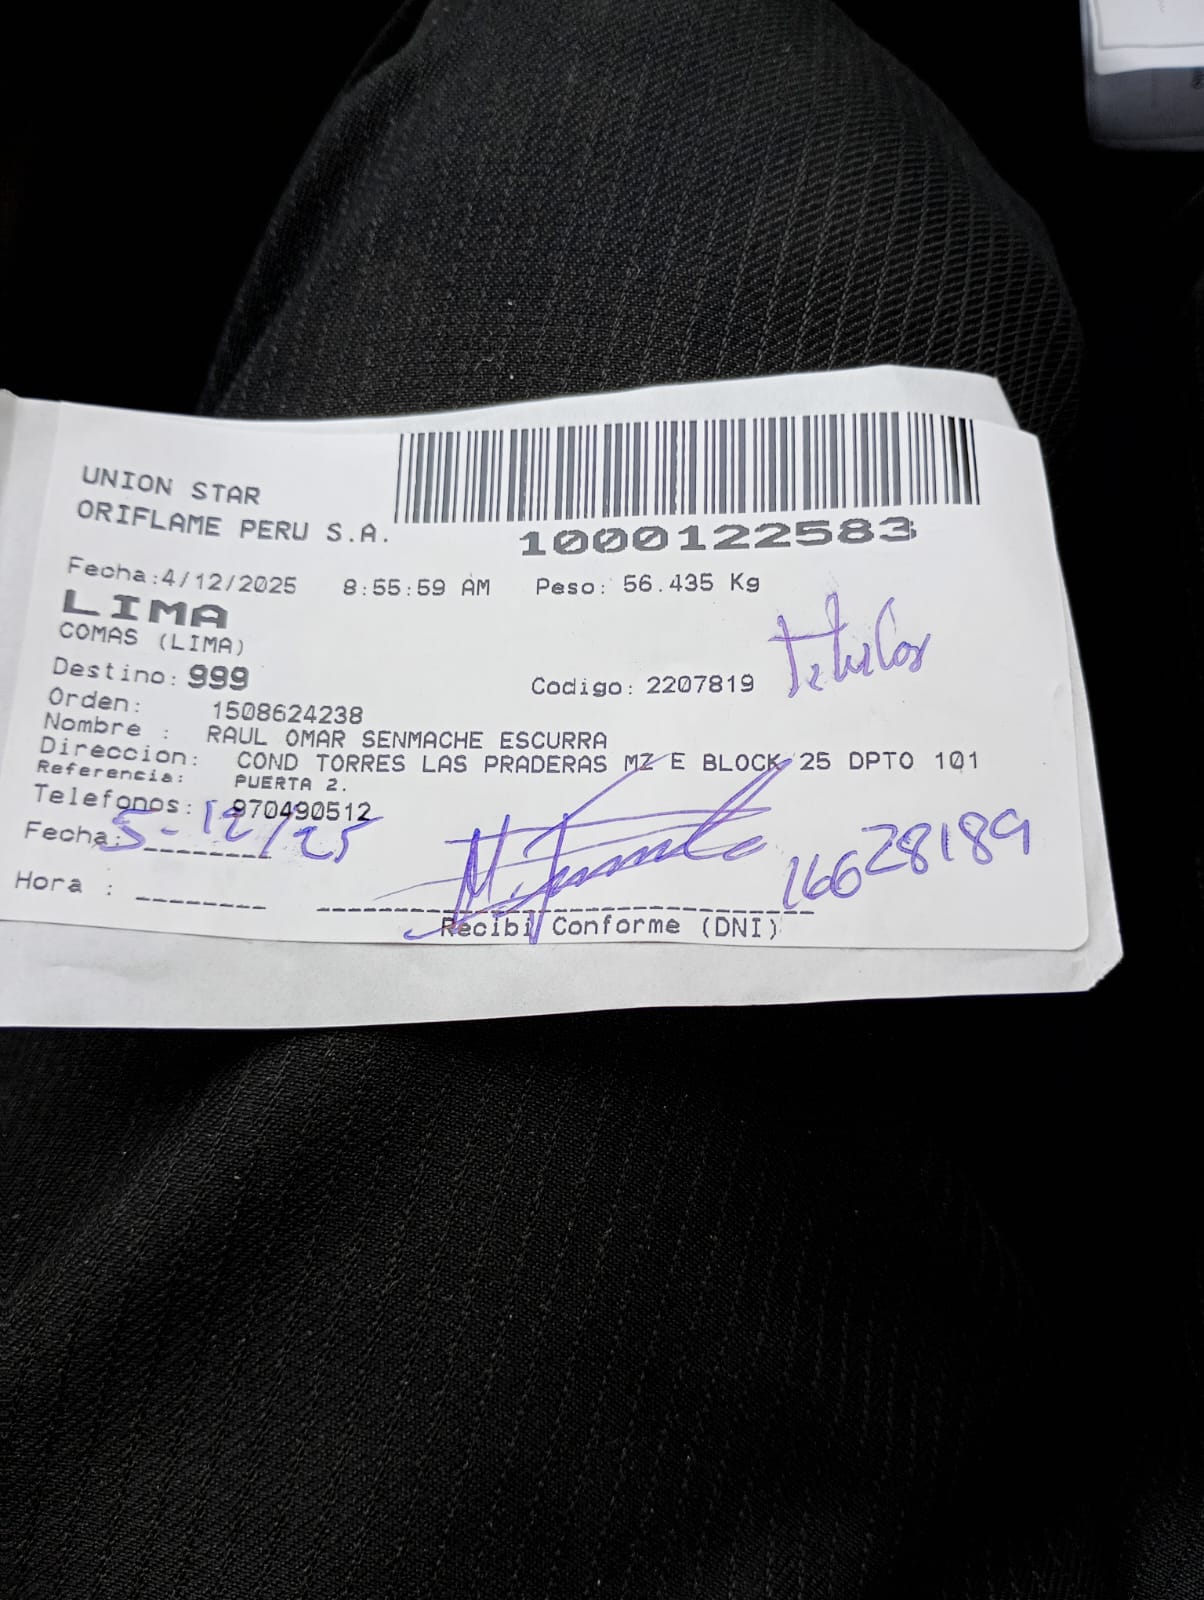 UNION STAR
ORIFLAME PERU S.A.
1000122583
Fecha:4/12/2025 8:55:59 AM Peso: 56.435 Kg
LIMA
COMAS (LIMA)
Destino: 999 Codigo: 2207819 titular
Orden: 1508624238
Nombre : RAUL OMAR SENMACHE ESCURRA
Direccion: COND TORRES LAS PRADERAS MZ E BLOCK 25 DPTO 101
Referencia: PUERTA 2.
Telefonos: 970490512
Fecha: 5-12/25
16628189
Hora : --------
Recibi Conforme (DNI)